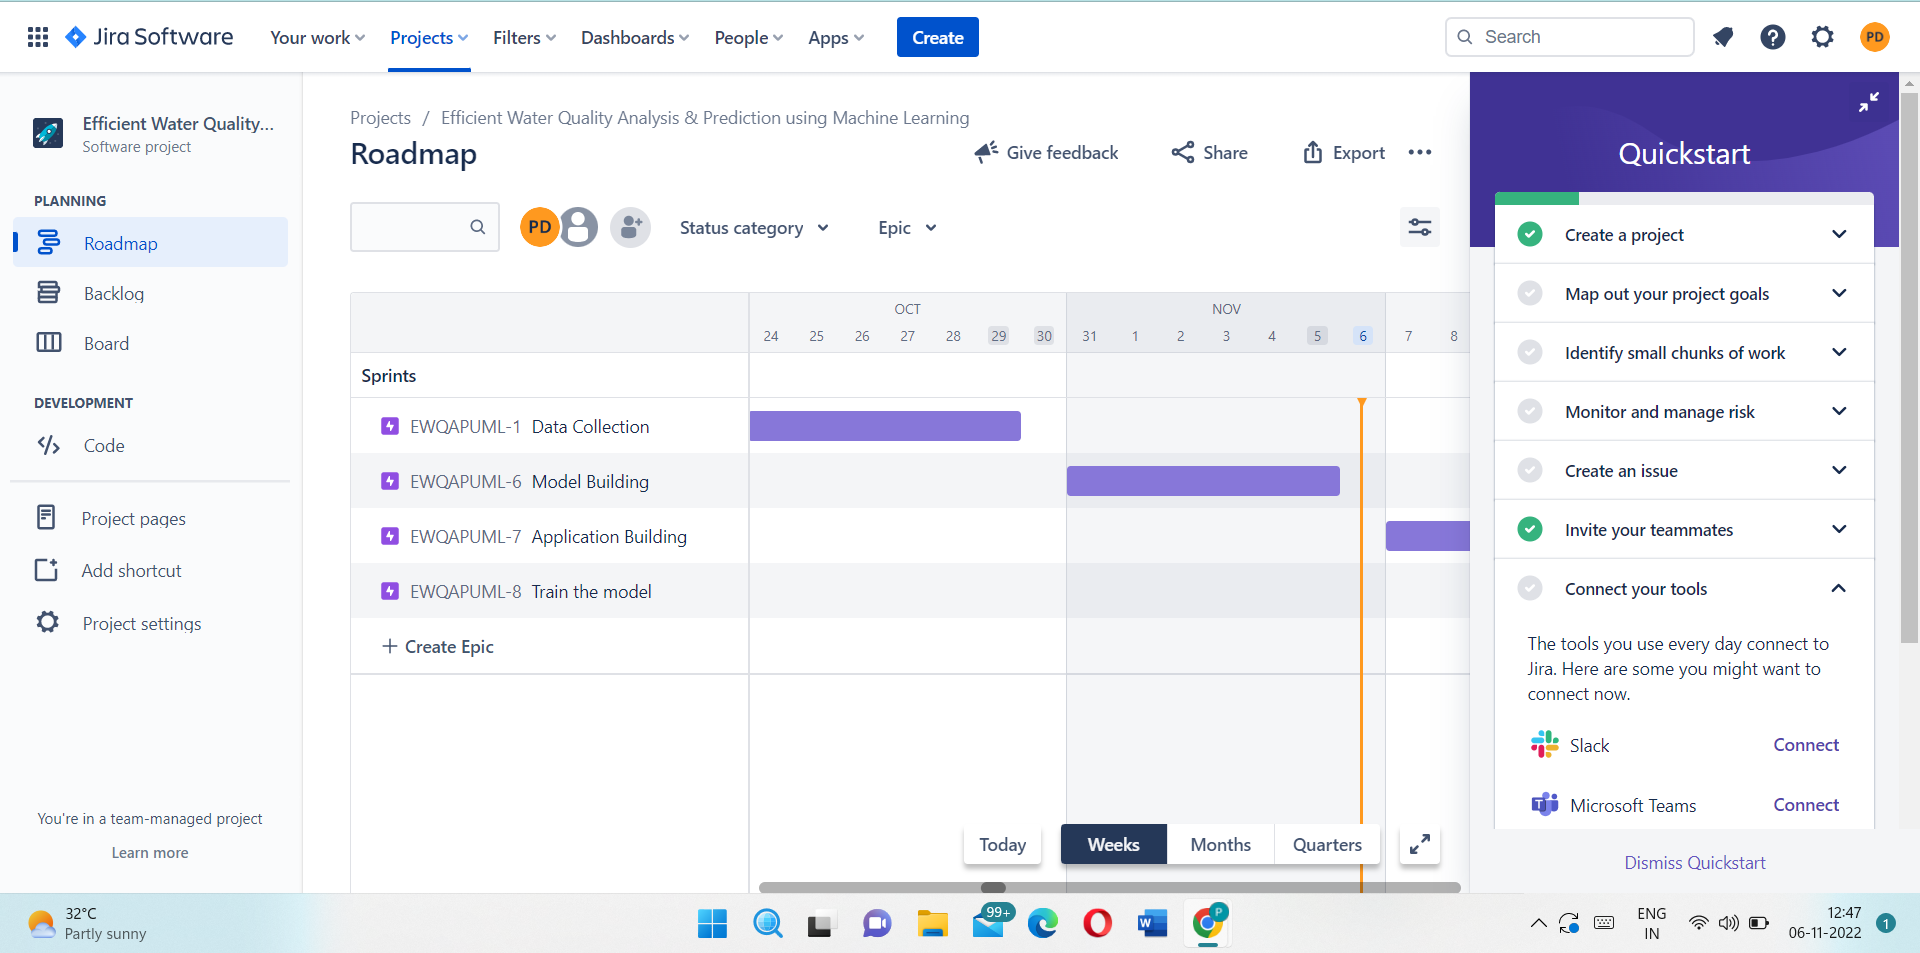 Jira Software
Your work
Projects
Filters
Dashboards
People
Apps
Create
Search
PD
Efficient Water Quality...
Software project
PLANNING
Roadmap
Backlog
Board
DEVELOPMENT
Code
Project pages
Add shortcut
Project settings
You're in a team-managed project
Learn more
Projects / Efficient Water Quality Analysis & Prediction using Machine Learning
Roadmap
Give feedback
Share
Export
PD
Status category
Epic
OCT
NOV
24 25 26 27 28 29 30 31 1 2 3 4 5 6 7 8
Sprints
EWQAPUML-1 Data Collection
EWQAPUML-6 Model Building
EWQAPUML-7 Application Building
EWQAPUML-8 Train the model
+ Create Epic
Today
Weeks
Months
Quarters
Quickstart
Create a project
Map out your project goals
Identify small chunks of work
Monitor and manage risk
Create an issue
Invite your teammates
Connect your tools
The tools you use every day connect to
Jira. Here are some you might want to
connect now.
Slack Connect
Microsoft Teams Connect
Dismiss Quickstart
32°C
Partly sunny
99+
W
P
ENG
IN
12:47
06-11-2022
1